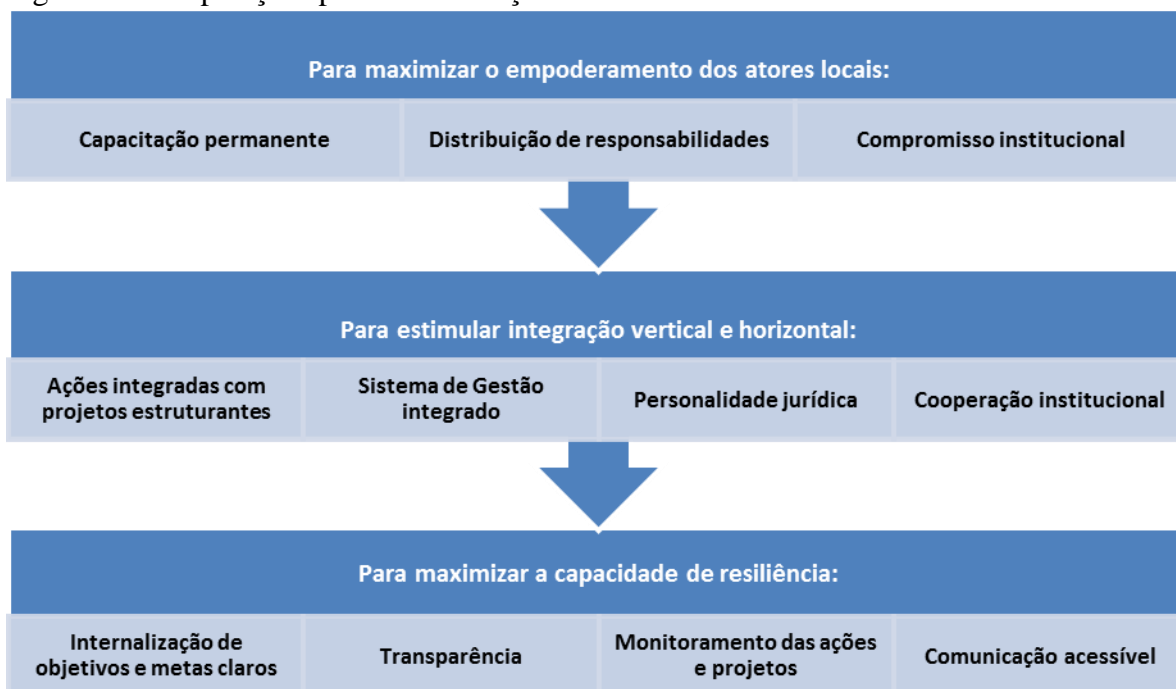 Para maximizar o empoderamento dos atores locais:
Capacitação permanente
Distribuição de responsabilidades
Compromisso institucional
Para estimular integração vertical e horizontal:
Ações integradas com
projetos estruturantes
Sistema de Gestão
integrado
Personalidade jurídica
Cooperação institucional
Para maximizar a capacidade de resiliência:
Internalização de
objetivos e metas claros
Transparência
Monitoramento das ações
e projetos
Comunicação acessível